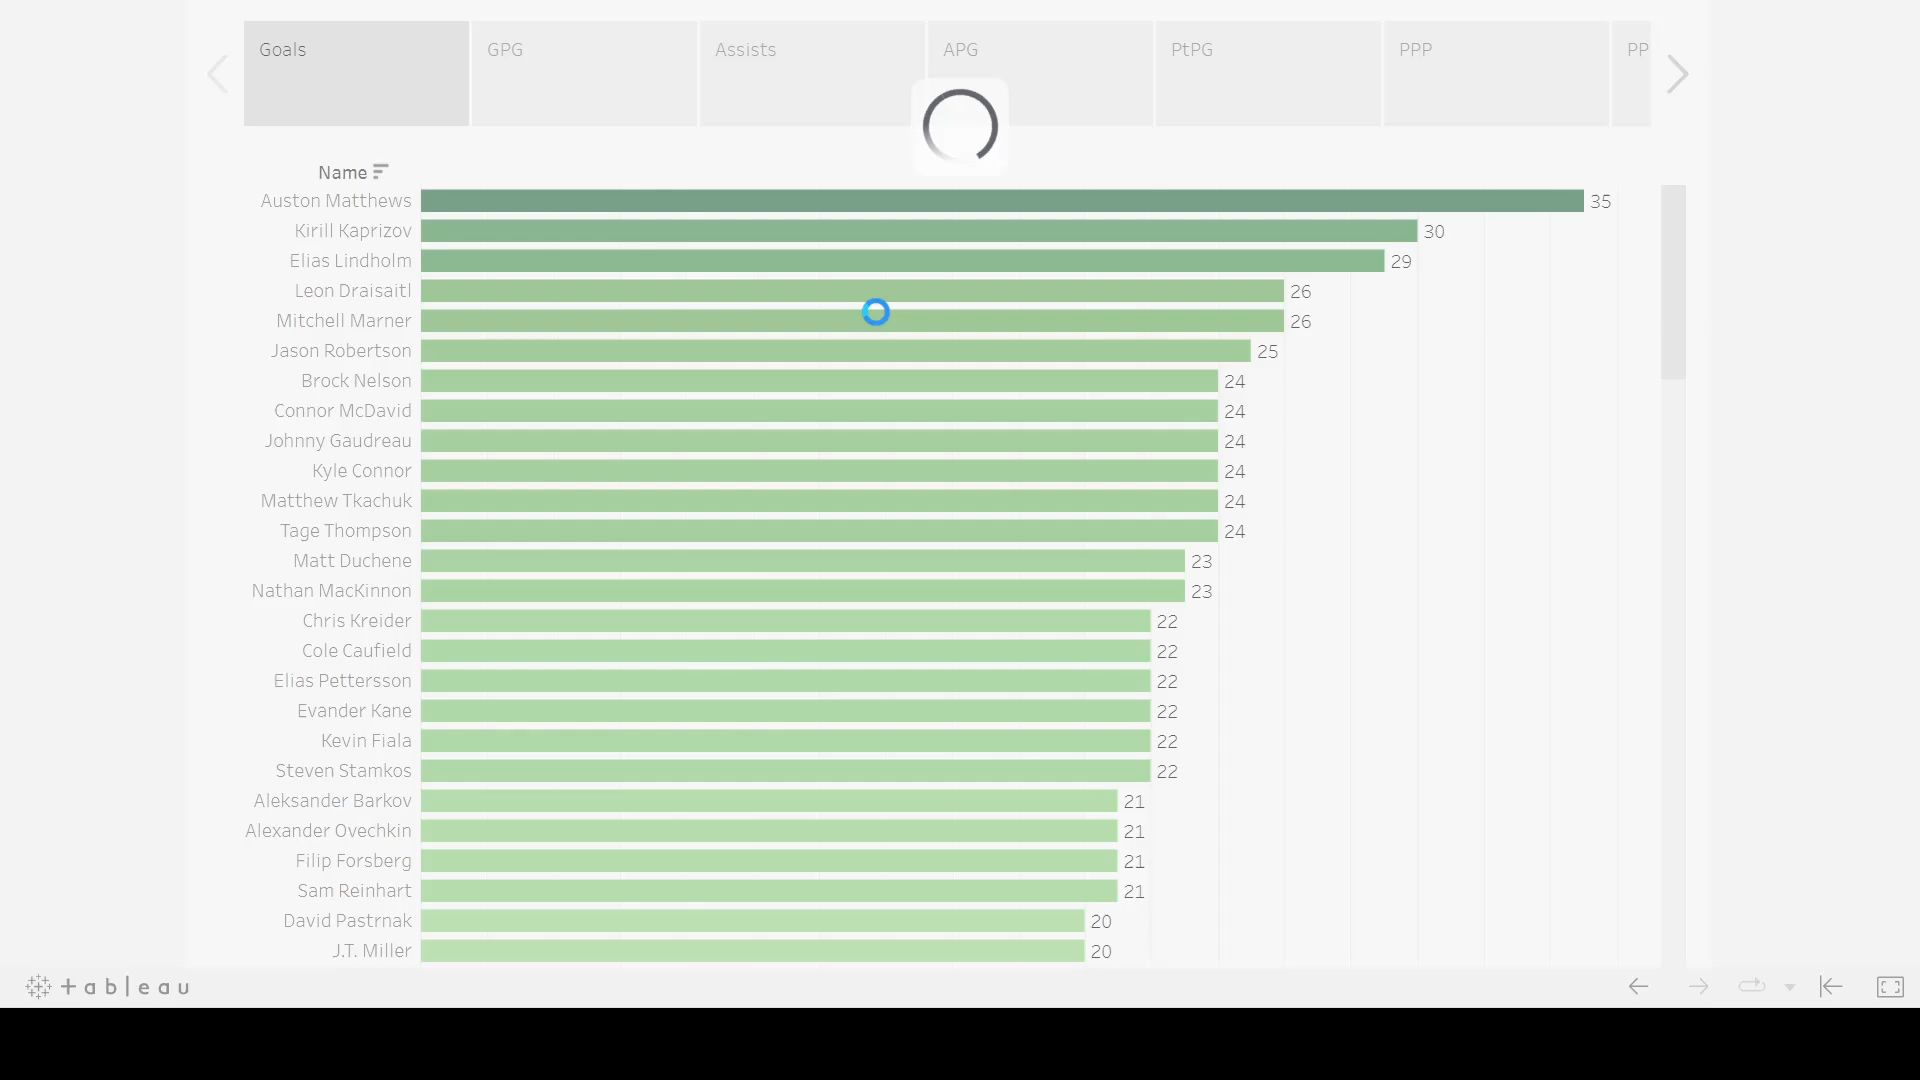 Goals GPG Assists APG PtPG PPP PP
Name
Auston Matthews 35
Kirill Kaprizov 30
Elias Lindholm 29
Leon Draisaitl 26
Mitchell Marner 26
Jason Robertson 25
Brock Nelson 24
Connor McDavid 24
Johnny Gaudreau 24
Kyle Connor 24
Matthew Tkachuk 24
Tage Thompson 24
Matt Duchene 23
Nathan MacKinnon 23
Chris Kreider 22
Cole Caufield 22
Elias Pettersson 22
Evander Kane 22
Kevin Fiala 22
Steven Stamkos 22
Aleksander Barkov 21
Alexander Ovechkin 21
Filip Forsberg 21
Sam Reinhart 21
David Pastrnak 20
J.T. Miller 20
+ableau